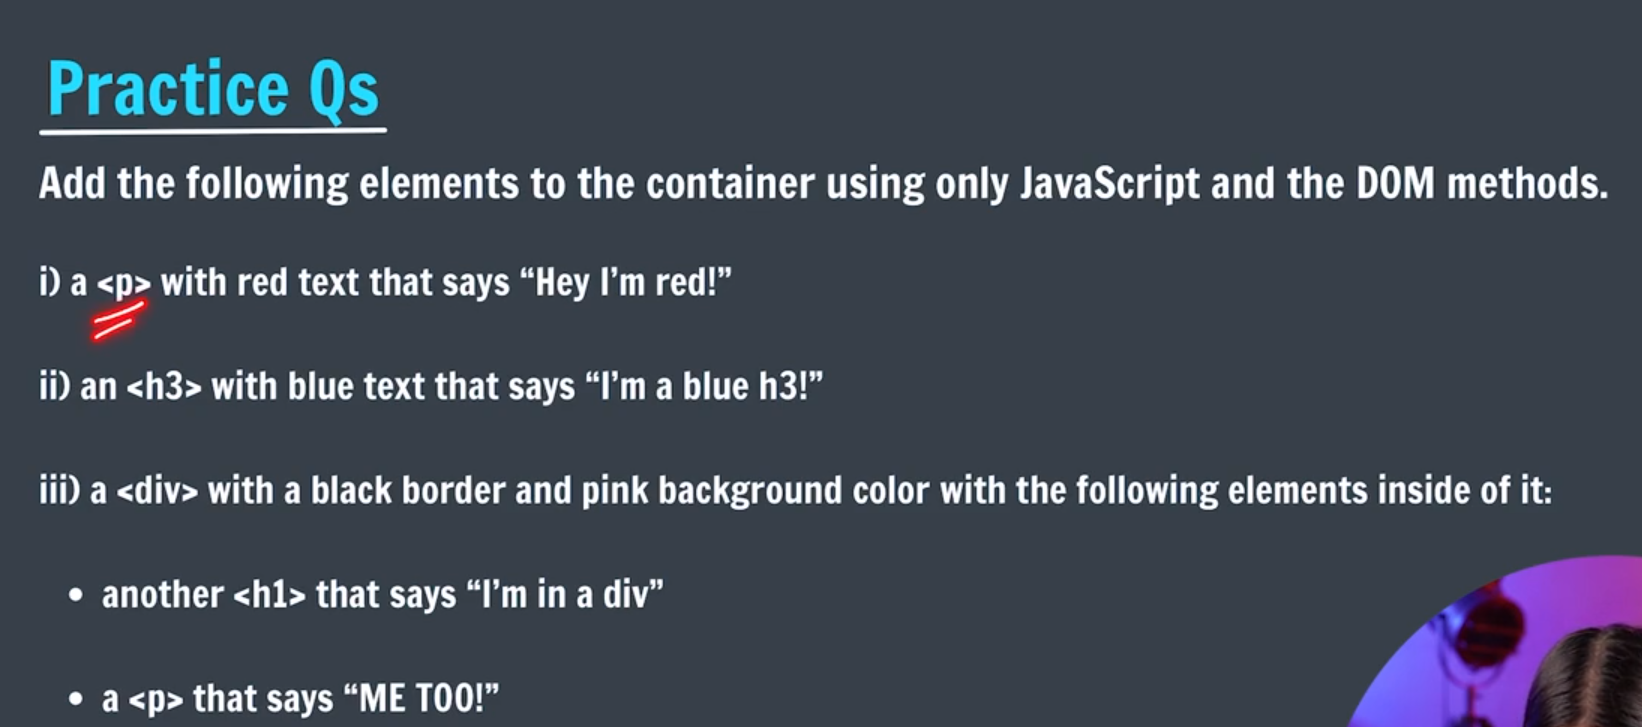 Practice Qs
Add the following elements to the container using only JavaScript and the DOM methods.
i) a <p> with red text that says “Hey I’m red!”
ii) an <h3> with blue text that says “I’m a blue h3!”
iii) a <div> with a black border and pink background color with the following elements inside of it:
• another <h1> that says “I’m in a div”
• a <p> that says “ME TOO!”